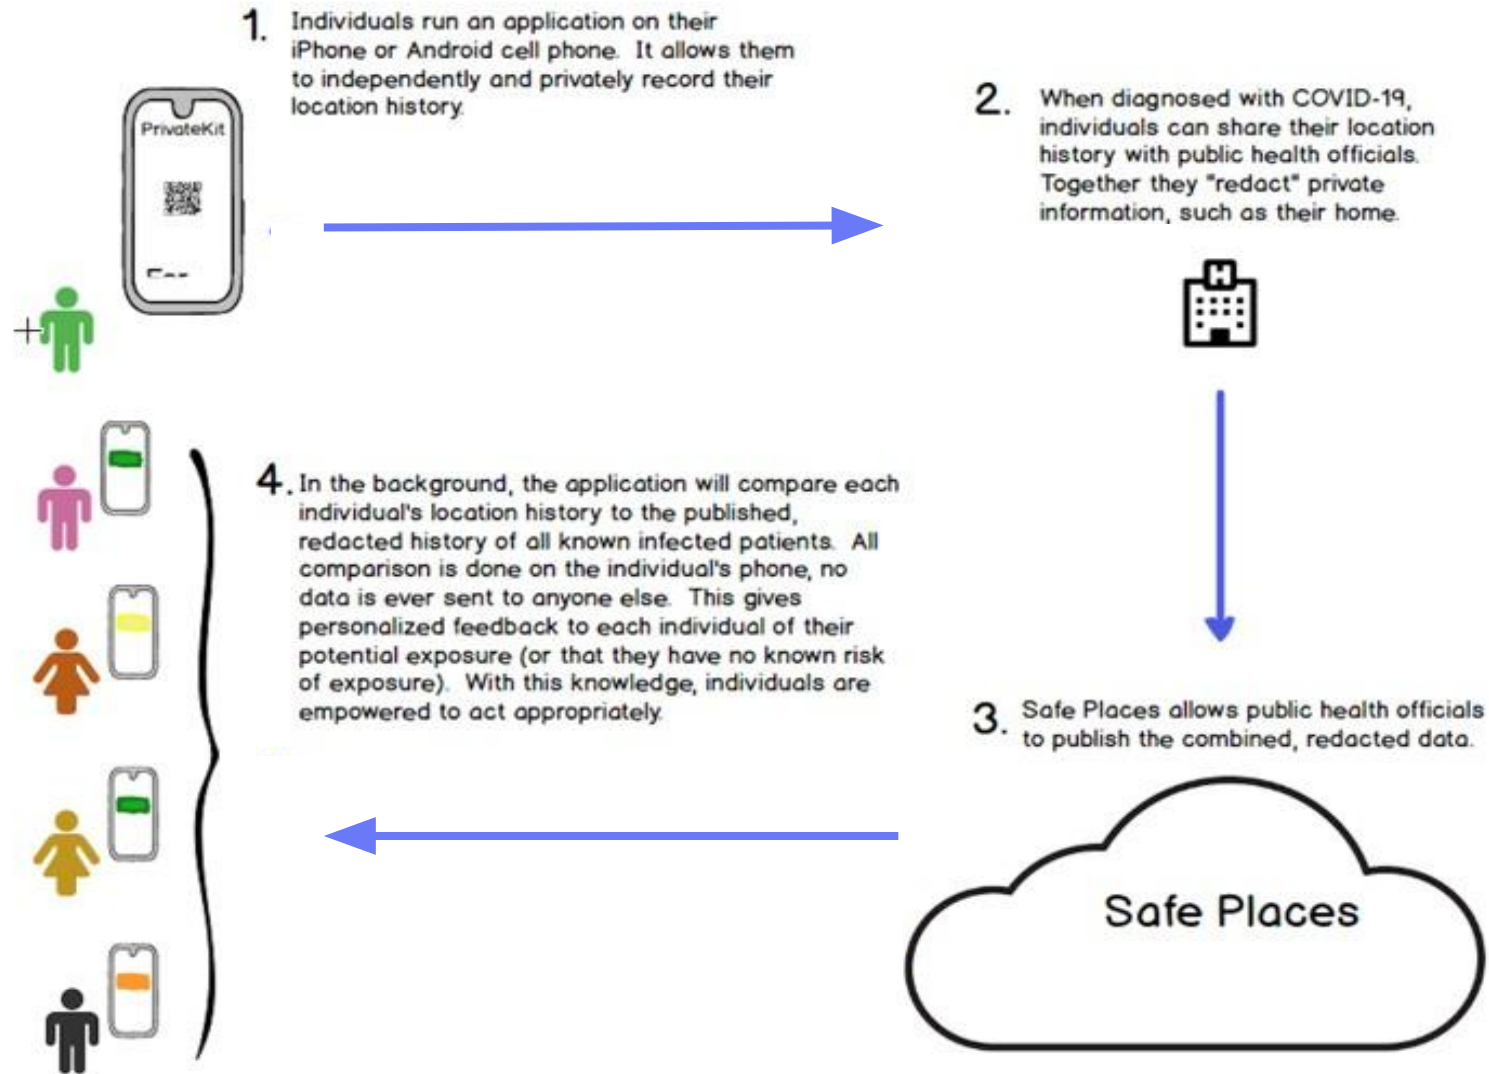 1. Individuals run an application on their
iPhone or Android cell phone. It allows them
to independently and privately record their
location history.
PrivateKit
2. When diagnosed with COVID-19,
individuals can share their location
history with public health officials.
Together they "redact" private
information, such as their home.
H
3. Safe Places allows public health officials
to publish the combined, redacted data.
Safe Places
4. In the background, the application will compare each
individual's location history to the published,
redacted history of all known infected patients. All
comparison is done on the individual's phone, no
data is ever sent to anyone else. This gives
personalized feedback to each individual of their
potential exposure (or that they have no known risk
of exposure). With this knowledge, individuals are
empowered to act appropriately.